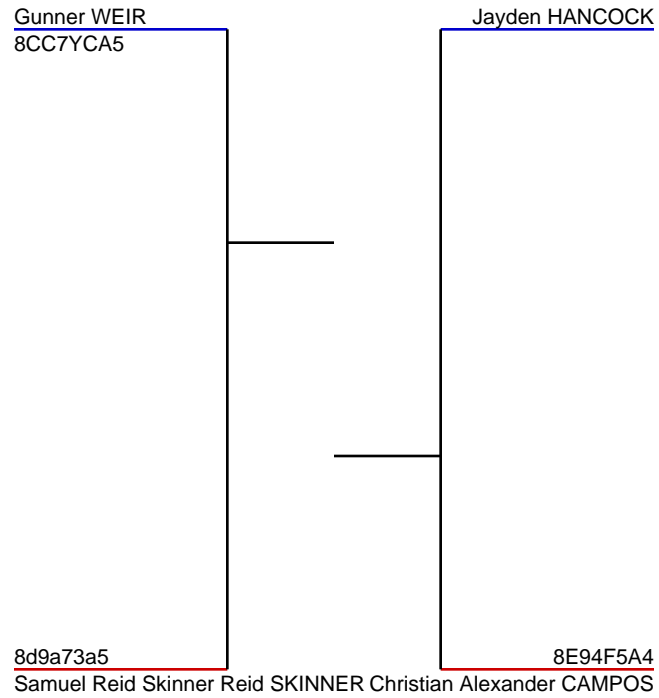 Gunner WEIR
8CC7YCA5
Jayden HANCOCK
8d9a73a5
Samuel Reid Skinner Reid SKINNER
8E94F5A4
Christian Alexander CAMPOS